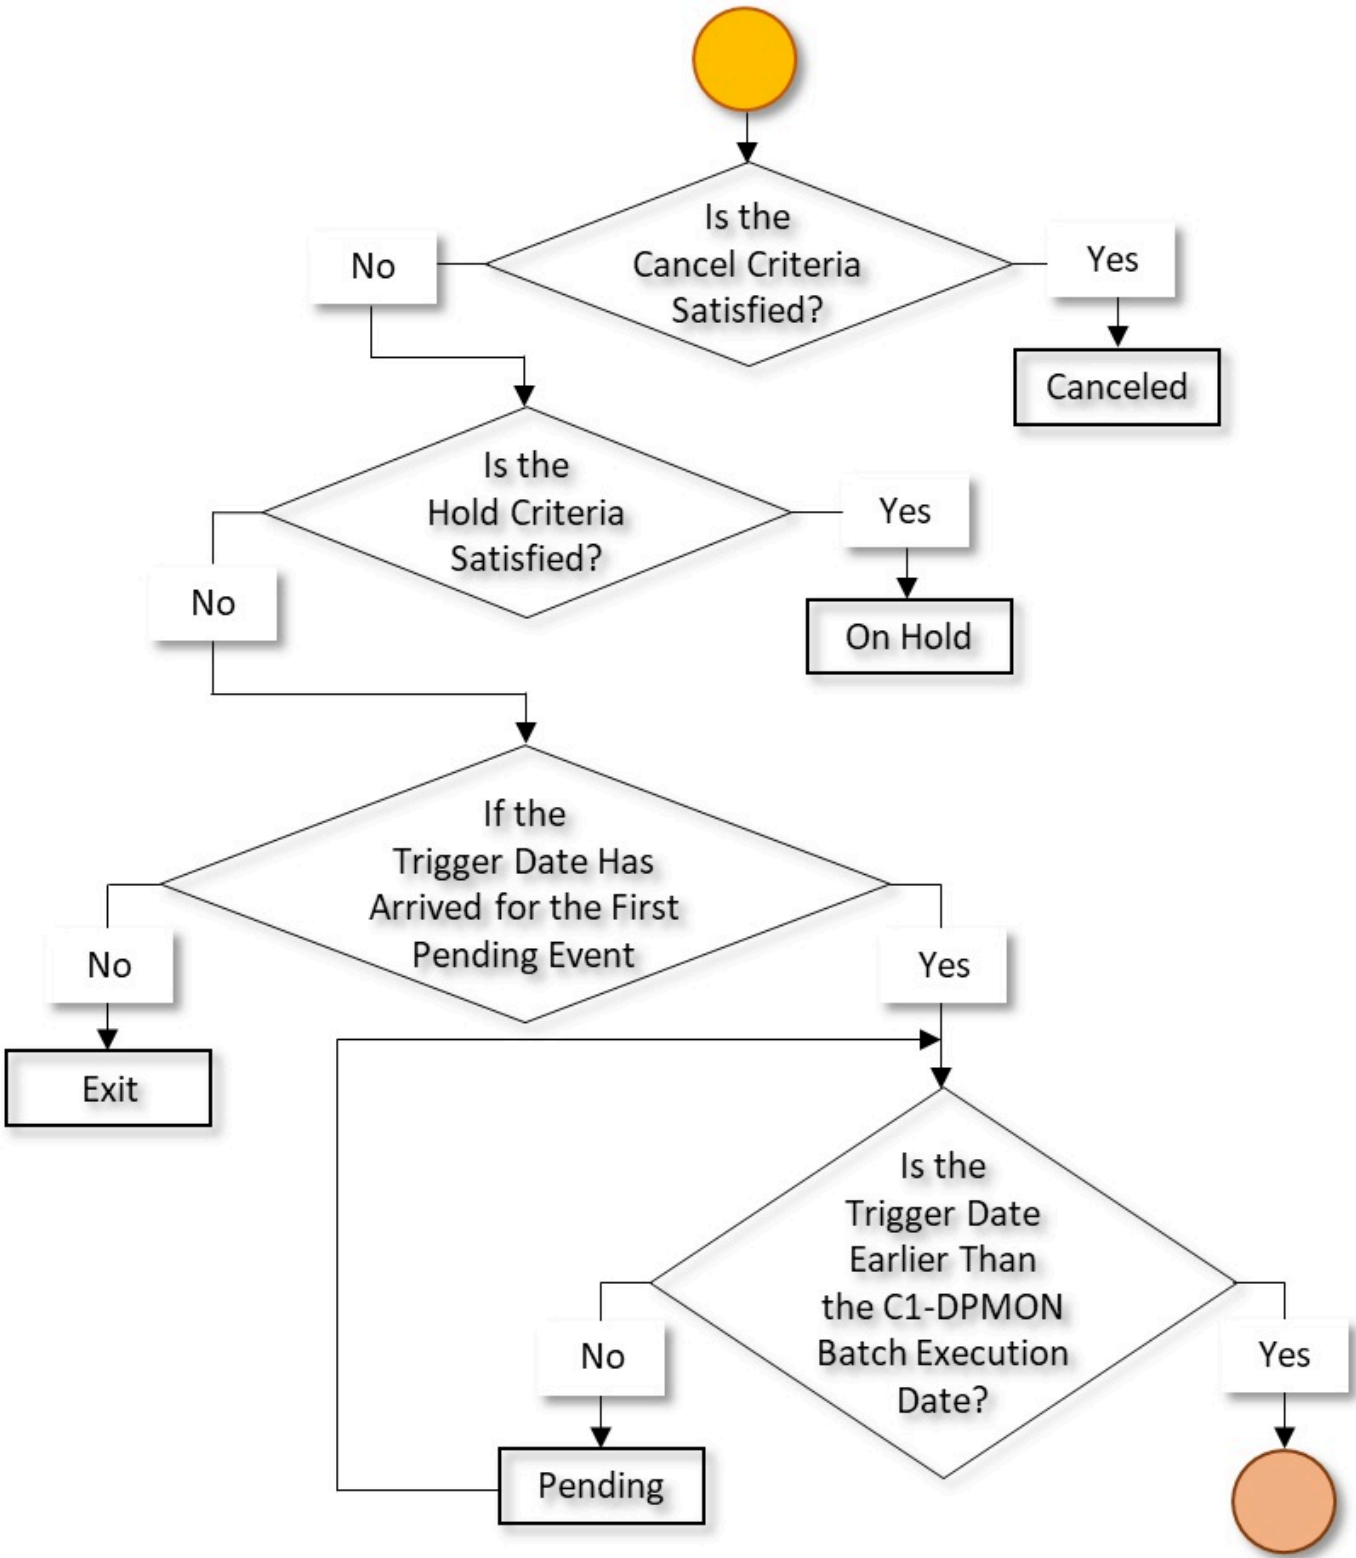 Is the
Cancel Criteria
Satisfied?
No
Yes
Canceled
Is the
Hold Criteria
Satisfied?
Yes
No
On Hold
If the
Trigger Date Has
Arrived for the First
Pending Event
No
Yes
Exit
Is the
Trigger Date
Earlier Than
the C1-DPMON
Batch Execution
Date?
No
Yes
Pending